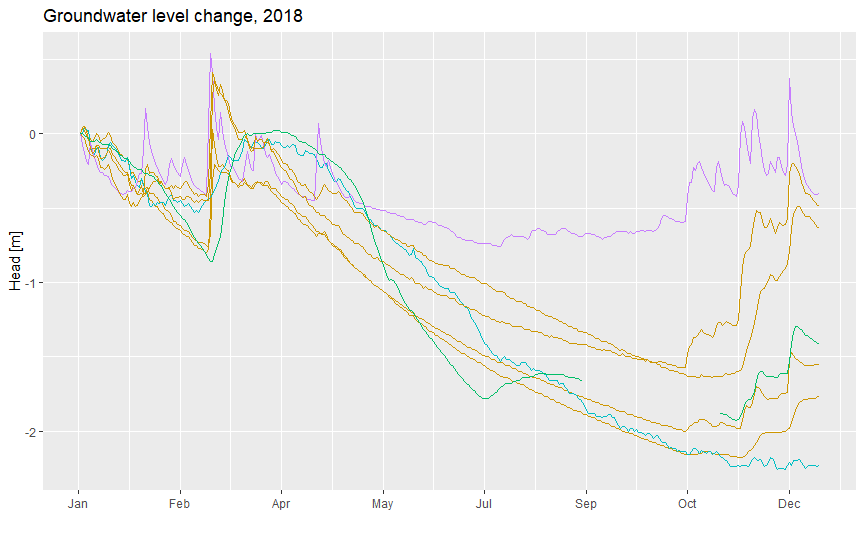 Groundwater level change, 2018
Head [m]
0
-1
-2
Jan Feb Apr May Jul Sep Oct Dec